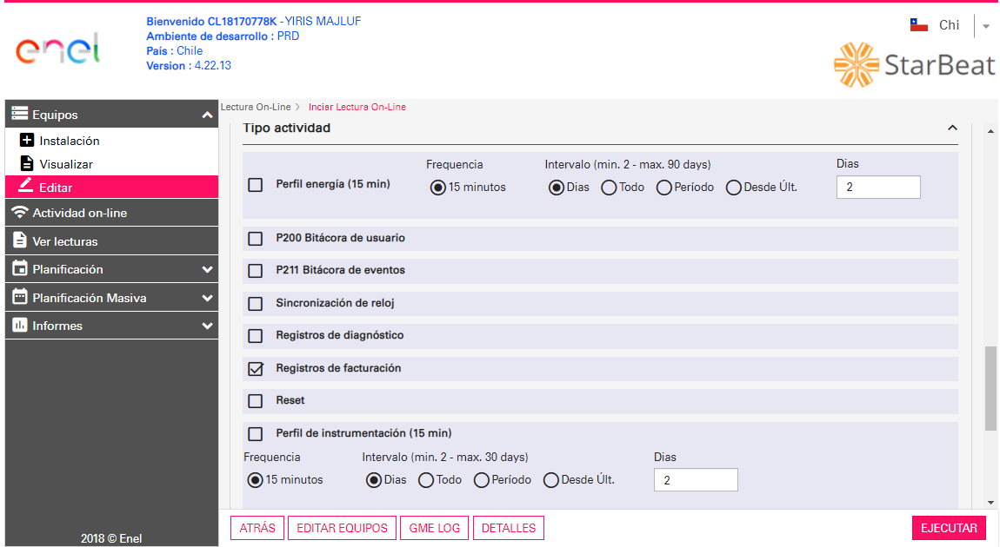 enel
Bienvenido CL18170778K - YIRIS MAJLUF
Ambiente de desarrollo : PRD
País : Chile
Version : 4.22.13
Chi
StarBeat
Equipos
Instalación
Visualizar
Editar
Actividad on-line
Ver lecturas
Planificación
Planificación Masiva
Informes
2018 © Enel
Lectura On-Line > Inciar Lectura On-Line
Tipo actividad
Frequencia Intervalo (min. 2 - max. 90 days) Dias
Perfil energía (15 min) 15 minutos Dias Todo Período Desde Últ. 2
P200 Bitácora de usuario
P211 Bitácora de eventos
Sincronización de reloj
Registros de diagnóstico
Registros de facturación
Reset
Perfil de instrumentación (15 min)
Frequencia Intervalo (min. 2 - max. 30 days) Dias
15 minutos Dias Todo Período Desde Últ. 2
ATRÁS EDITAR EQUIPOS GME LOG DETALLES EJECUTAR